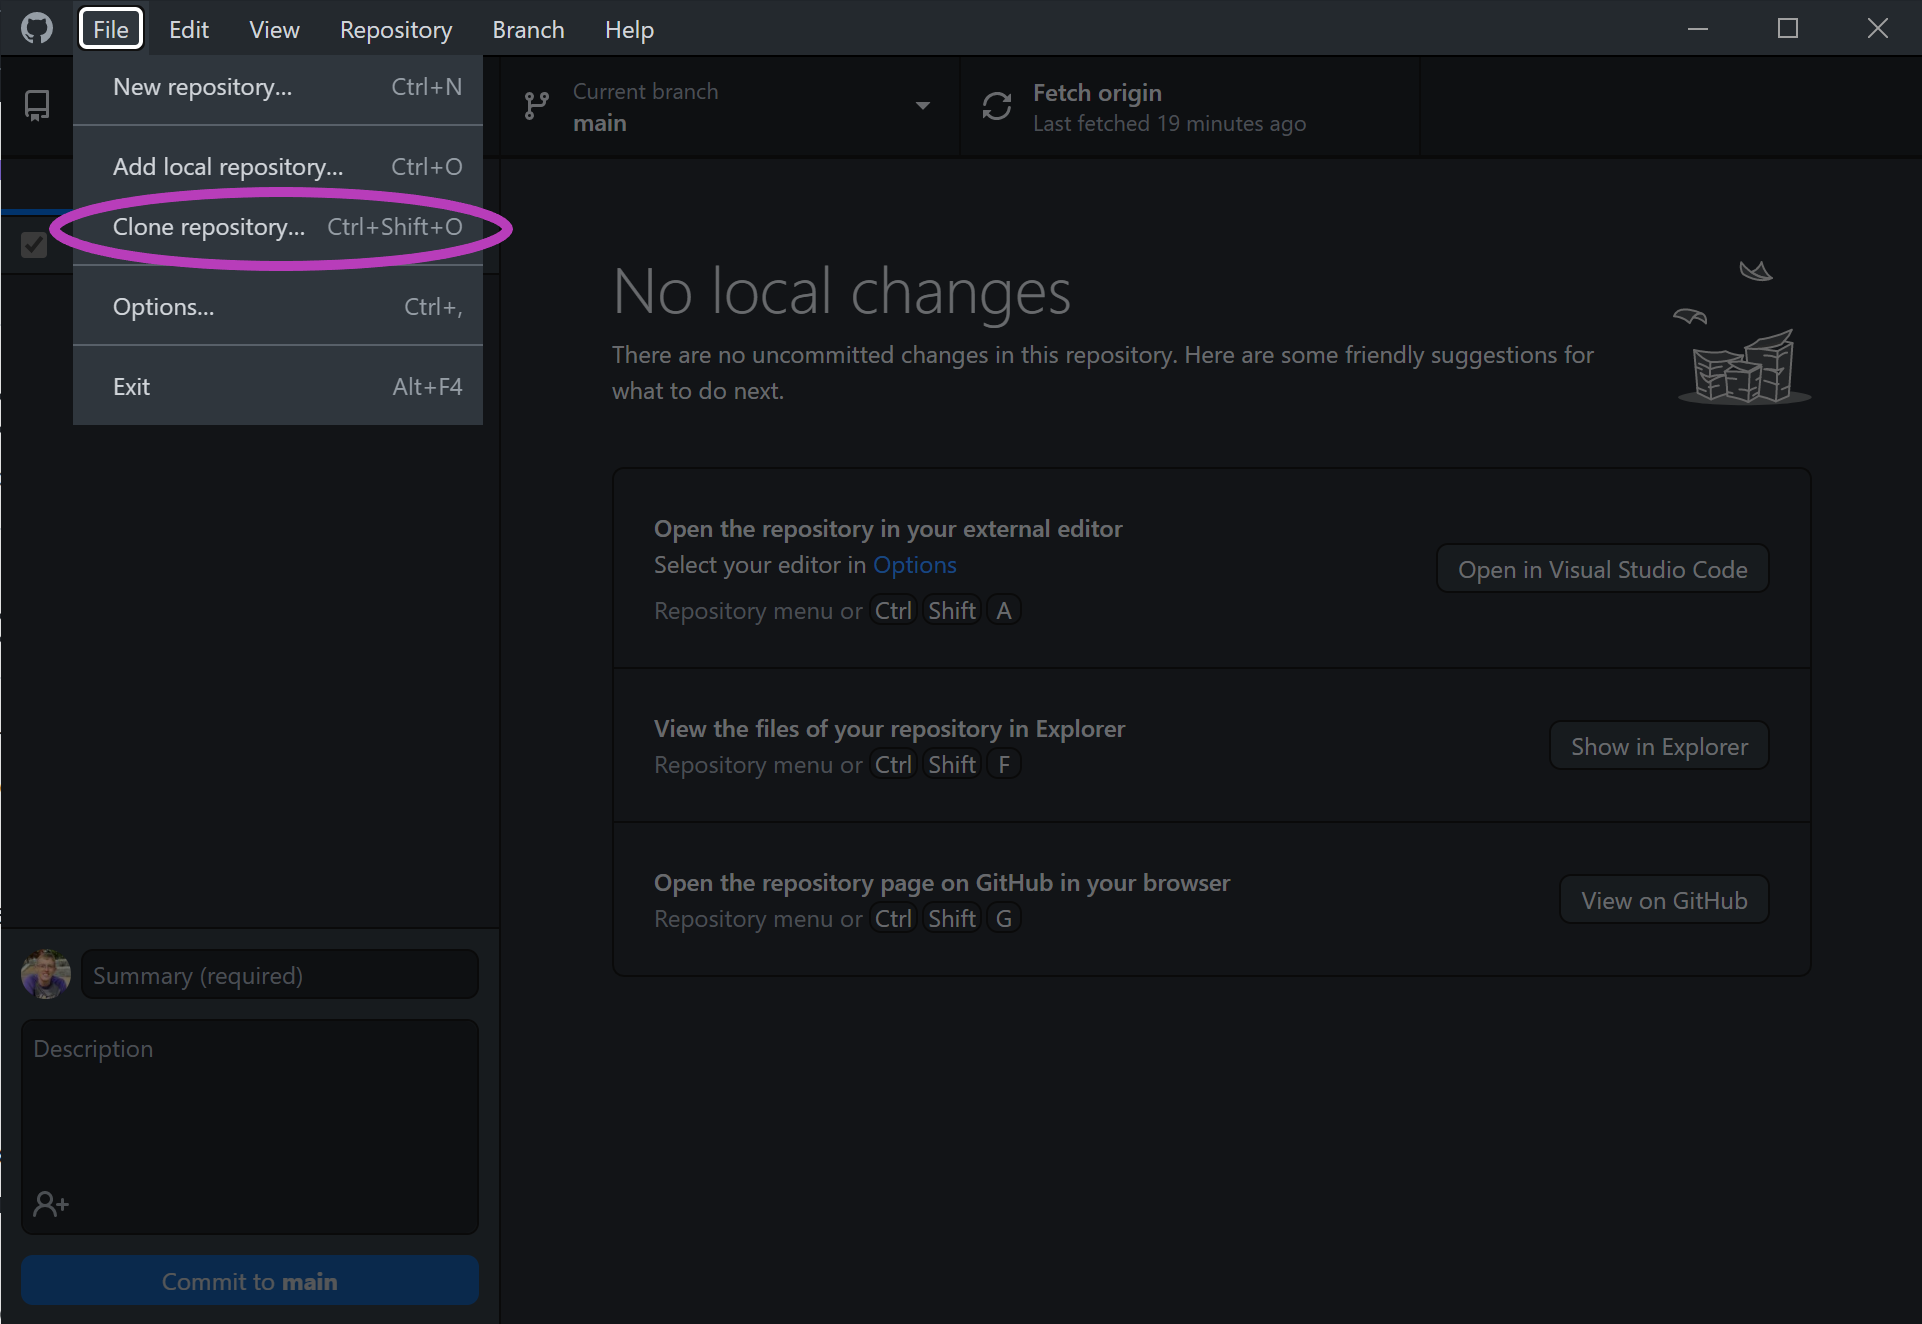 File Edit View Repository Branch Help
New repository... Ctrl+N
Add local repository... Ctrl+O
Clone repository... Ctrl+Shift+O
Options... Ctrl+,
Exit Alt+F4
Current branch
main
Fetch origin
Last fetched 19 minutes ago
No local changes
There are no uncommitted changes in this repository. Here are some friendly suggestions for
what to do next.
Open the repository in your external editor
Select your editor in Options
Repository menu or Ctrl Shift A
Open in Visual Studio Code
View the files of your repository in Explorer
Repository menu or Ctrl Shift F
Show in Explorer
Open the repository page on GitHub in your browser
Repository menu or Ctrl Shift G
View on GitHub
Summary (required)
Description
Commit to main